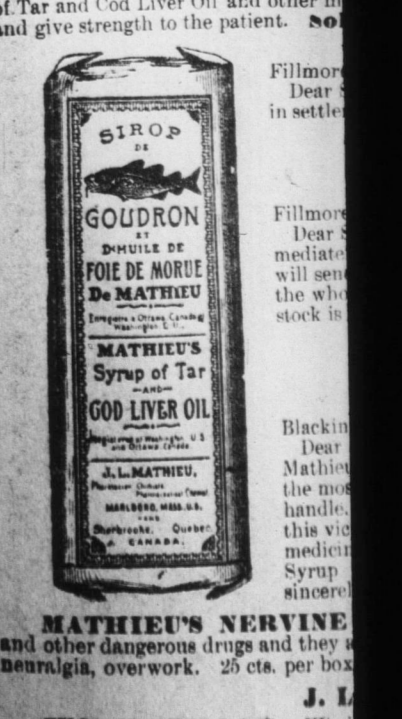 of Tar and Cod Liver Oil and other
and give strength to the patient.
SIROP
DE
GOUDRON
ET
D'HUILE DE
FOIE DE MORUE
De MATHIEU
MATHIEU'S
Syrup of Tar
—AND—
COD LIVER OIL
J. L. MATHIEU,
MARLBORO, MASS. U.S.
Sherbrooke, Quebec
CANADA.
Fillmor
Dear
in settle
Fillmore
Dear
mediate
will sen
the who
stock is
Blackin
Dear
Mathieu
the mos
handle.
this vic
medicin
Syrup
sincerel
MATHIEU'S NERVINE
and other dangerous drugs and they
neuralgia, overwork. 25 cts. per box
J. L